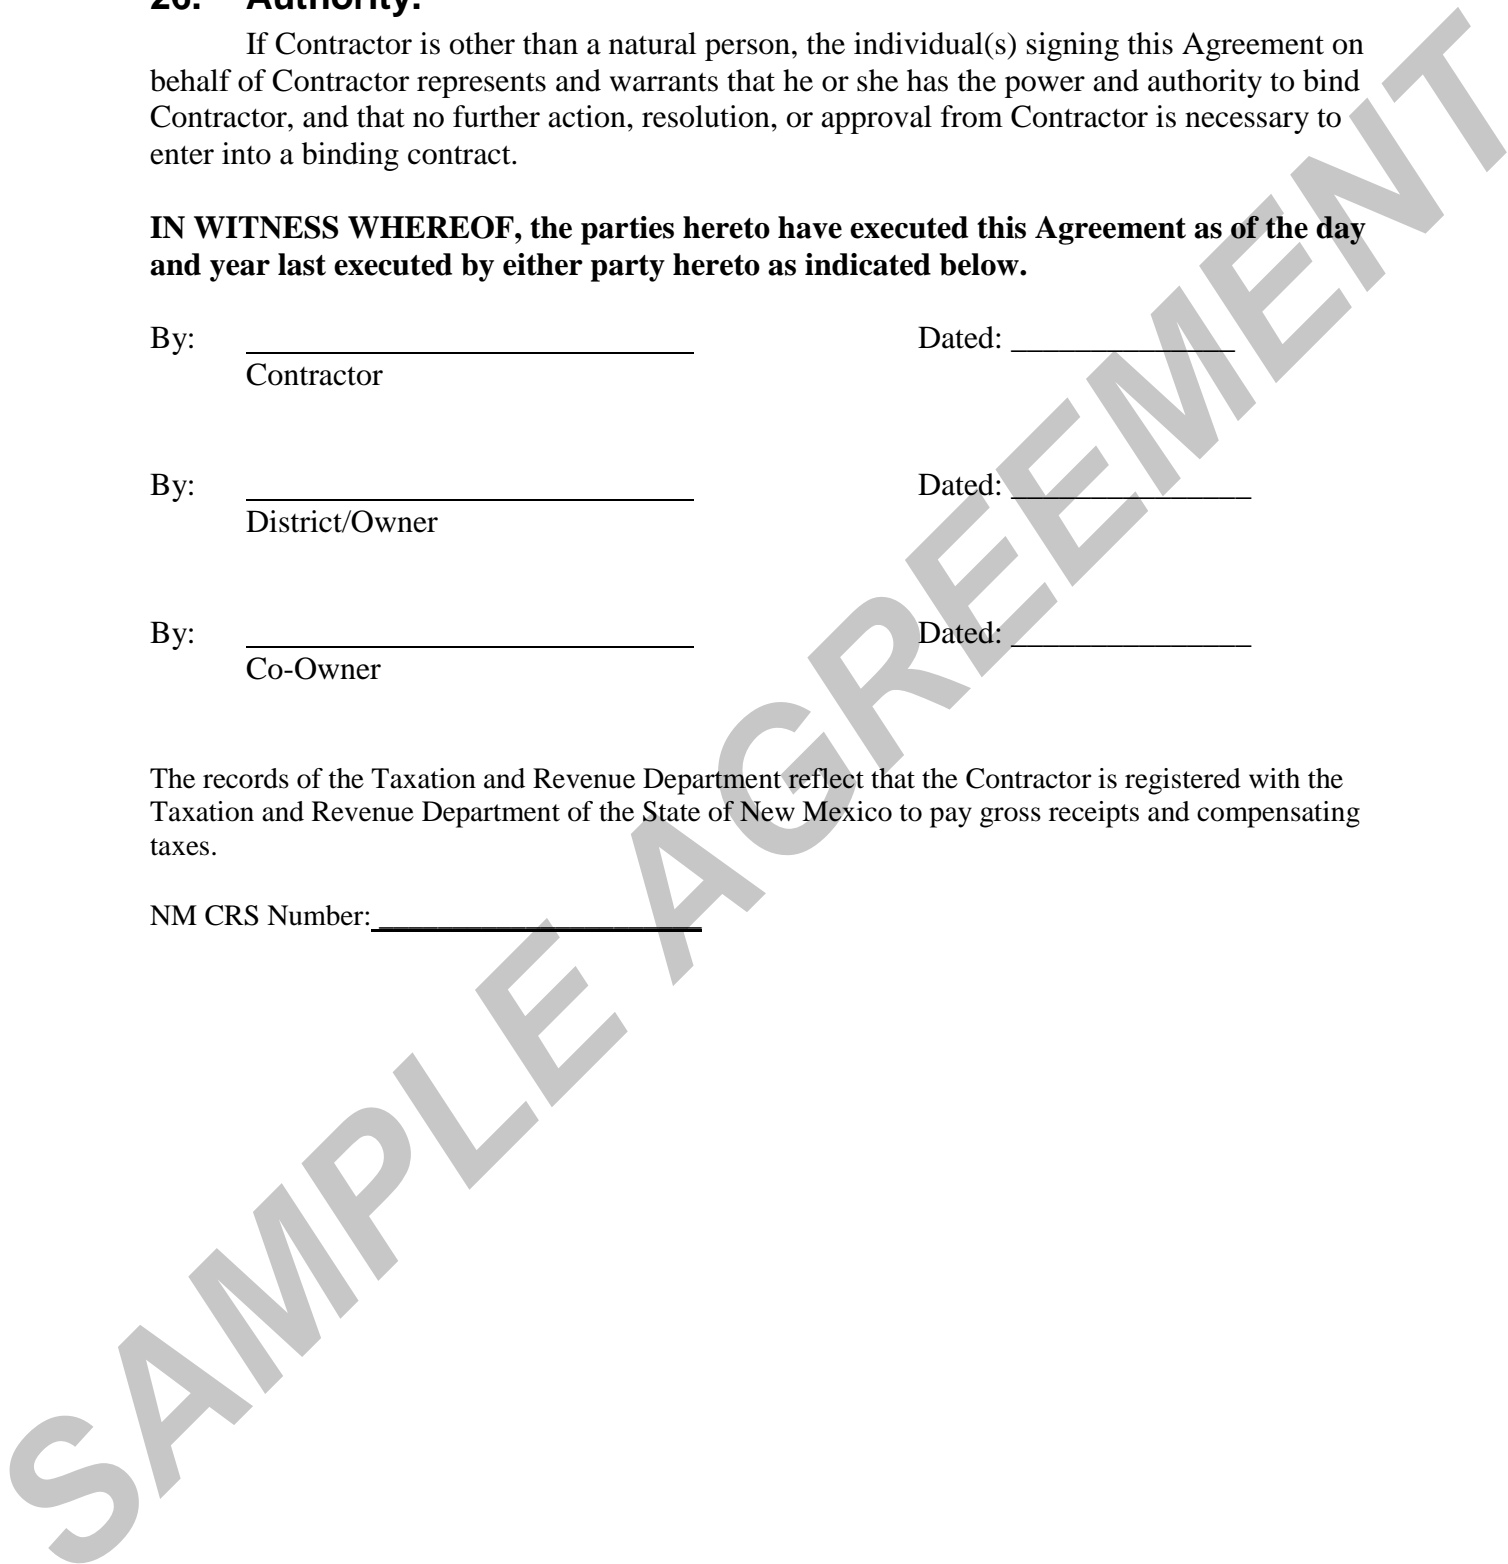 26. Authority.
If Contractor is other than a natural person, the individual(s) signing this Agreement on
behalf of Contractor represents and warrants that he or she has the power and authority to bind
Contractor, and that no further action, resolution, or approval from Contractor is necessary to
enter into a binding contract.
IN WITNESS WHEREOF, the parties hereto have executed this Agreement as of the day
and year last executed by either party hereto as indicated below.
By: Dated: ______________
Contractor
By: Dated: _______________
District/Owner
By: Dated: _______________
Co-Owner
The records of the Taxation and Revenue Department reflect that the Contractor is registered with the
Taxation and Revenue Department of the State of New Mexico to pay gross receipts and compensating
taxes.
NM CRS Number: ______________________
SAMPLE AGREEMENT